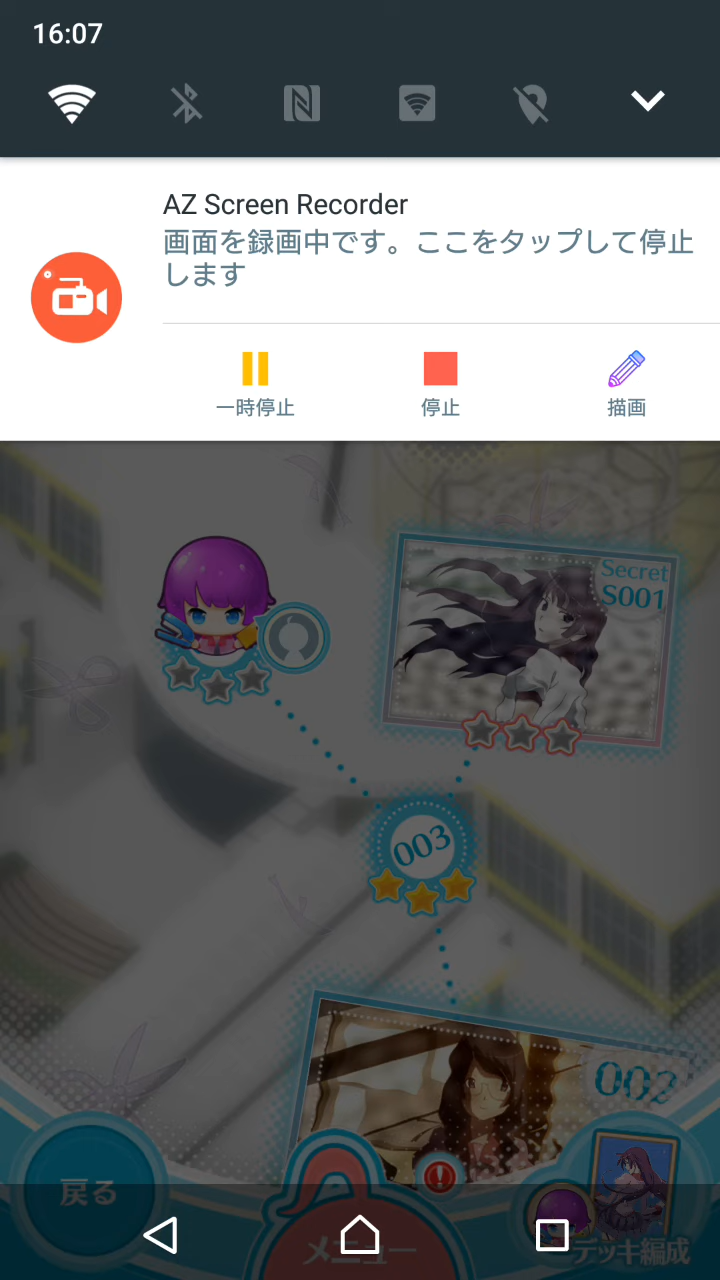 16:07
AZ Screen Recorder
画面を録画中です。ここをタップして停止
します
一時停止
停止
描画
Secret
S001
003
002
戻る
メニュー
デッキ編成